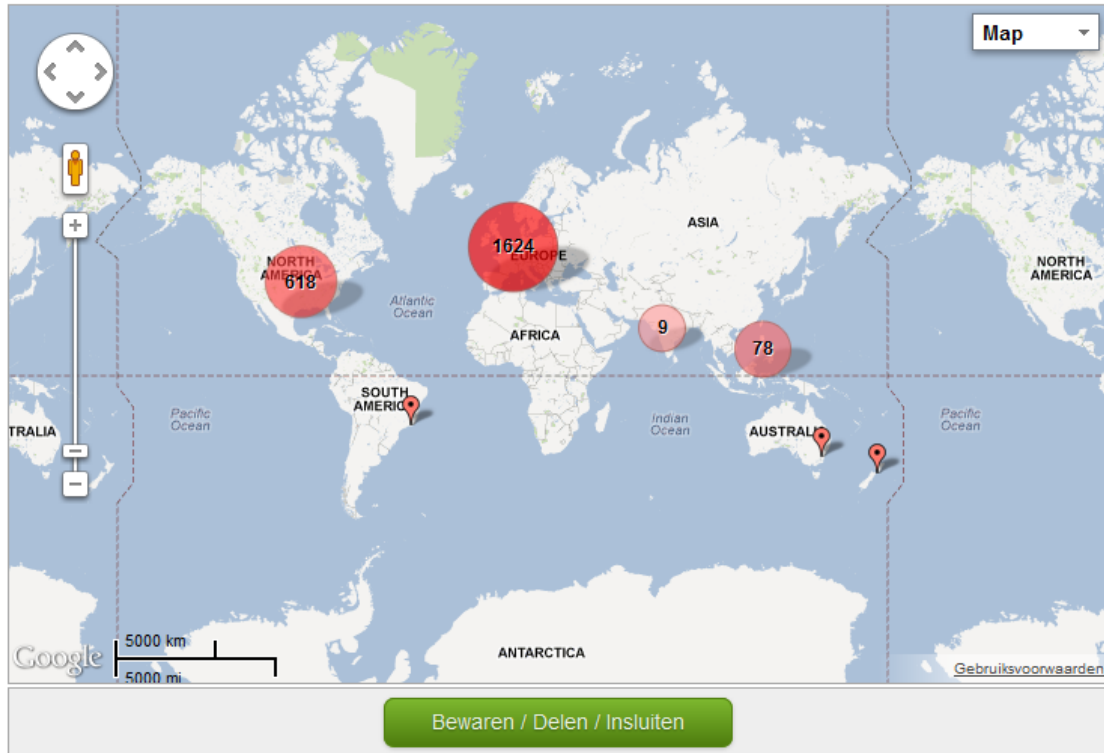 Map
ASIA
1624
EUROPE
NORTH
AMERICA
618
NORTH
AMERICA
Atlantic
Ocean
9
AFRICA
78
SOUTH
AMERICA
Pacific
Ocean
Indian
Ocean
Pacific
Ocean
TRALIA
AUSTRALIA
5000 km
5000 mi
Google
ANTARCTICA
Gebruiksvoorwaarden
Bewaren / Delen / Insluiten